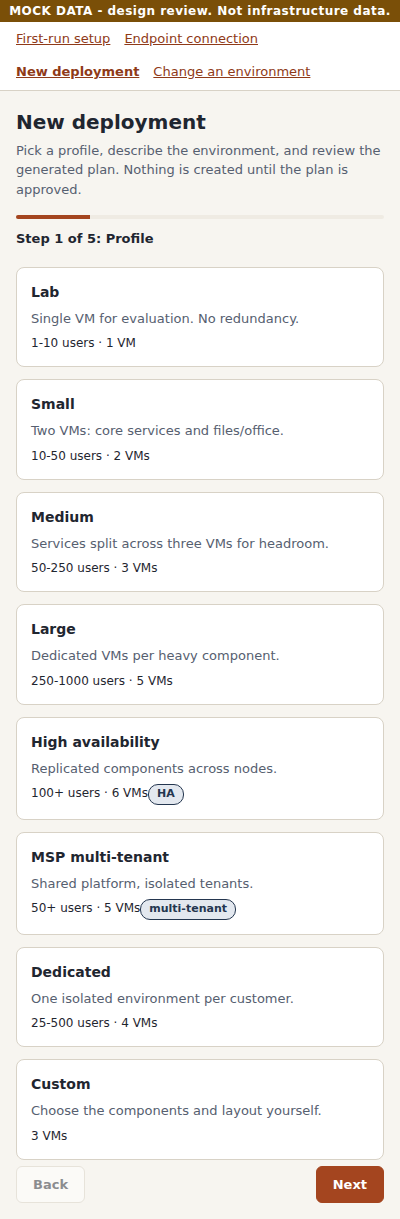 MOCK DATA - design review. Not infrastructure data.
First-run setup Endpoint connection
New deployment Change an environment
New deployment
Pick a profile, describe the environment, and review the
generated plan. Nothing is created until the plan is
approved.
Step 1 of 5: Profile
Lab
Single VM for evaluation. No redundancy.
1-10 users · 1 VM
Small
Two VMs: core services and files/office.
10-50 users · 2 VMs
Medium
Services split across three VMs for headroom.
50-250 users · 3 VMs
Large
Dedicated VMs per heavy component.
250-1000 users · 5 VMs
High availability
Replicated components across nodes.
100+ users · 6 VMs HA
MSP multi-tenant
Shared platform, isolated tenants.
50+ users · 5 VMs multi-tenant
Dedicated
One isolated environment per customer.
25-500 users · 4 VMs
Custom
Choose the components and layout yourself.
3 VMs
Back Next